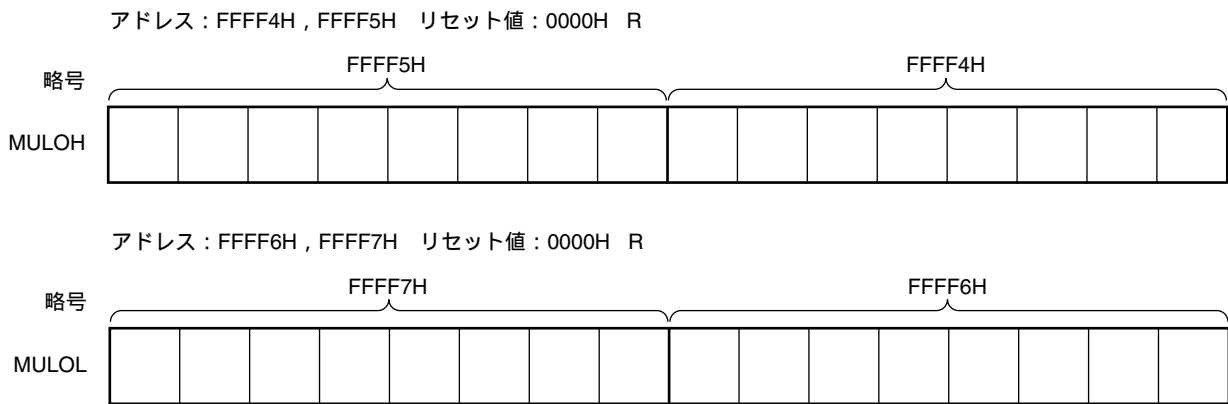 アドレス：FFFF4H , FFFF5H　リセット値：0000H　R
略号　FFFF5H　FFFF4H
MULOH
アドレス：FFFF6H , FFFF7H　リセット値：0000H　R
略号　FFFF7H　FFFF6H
MULOL